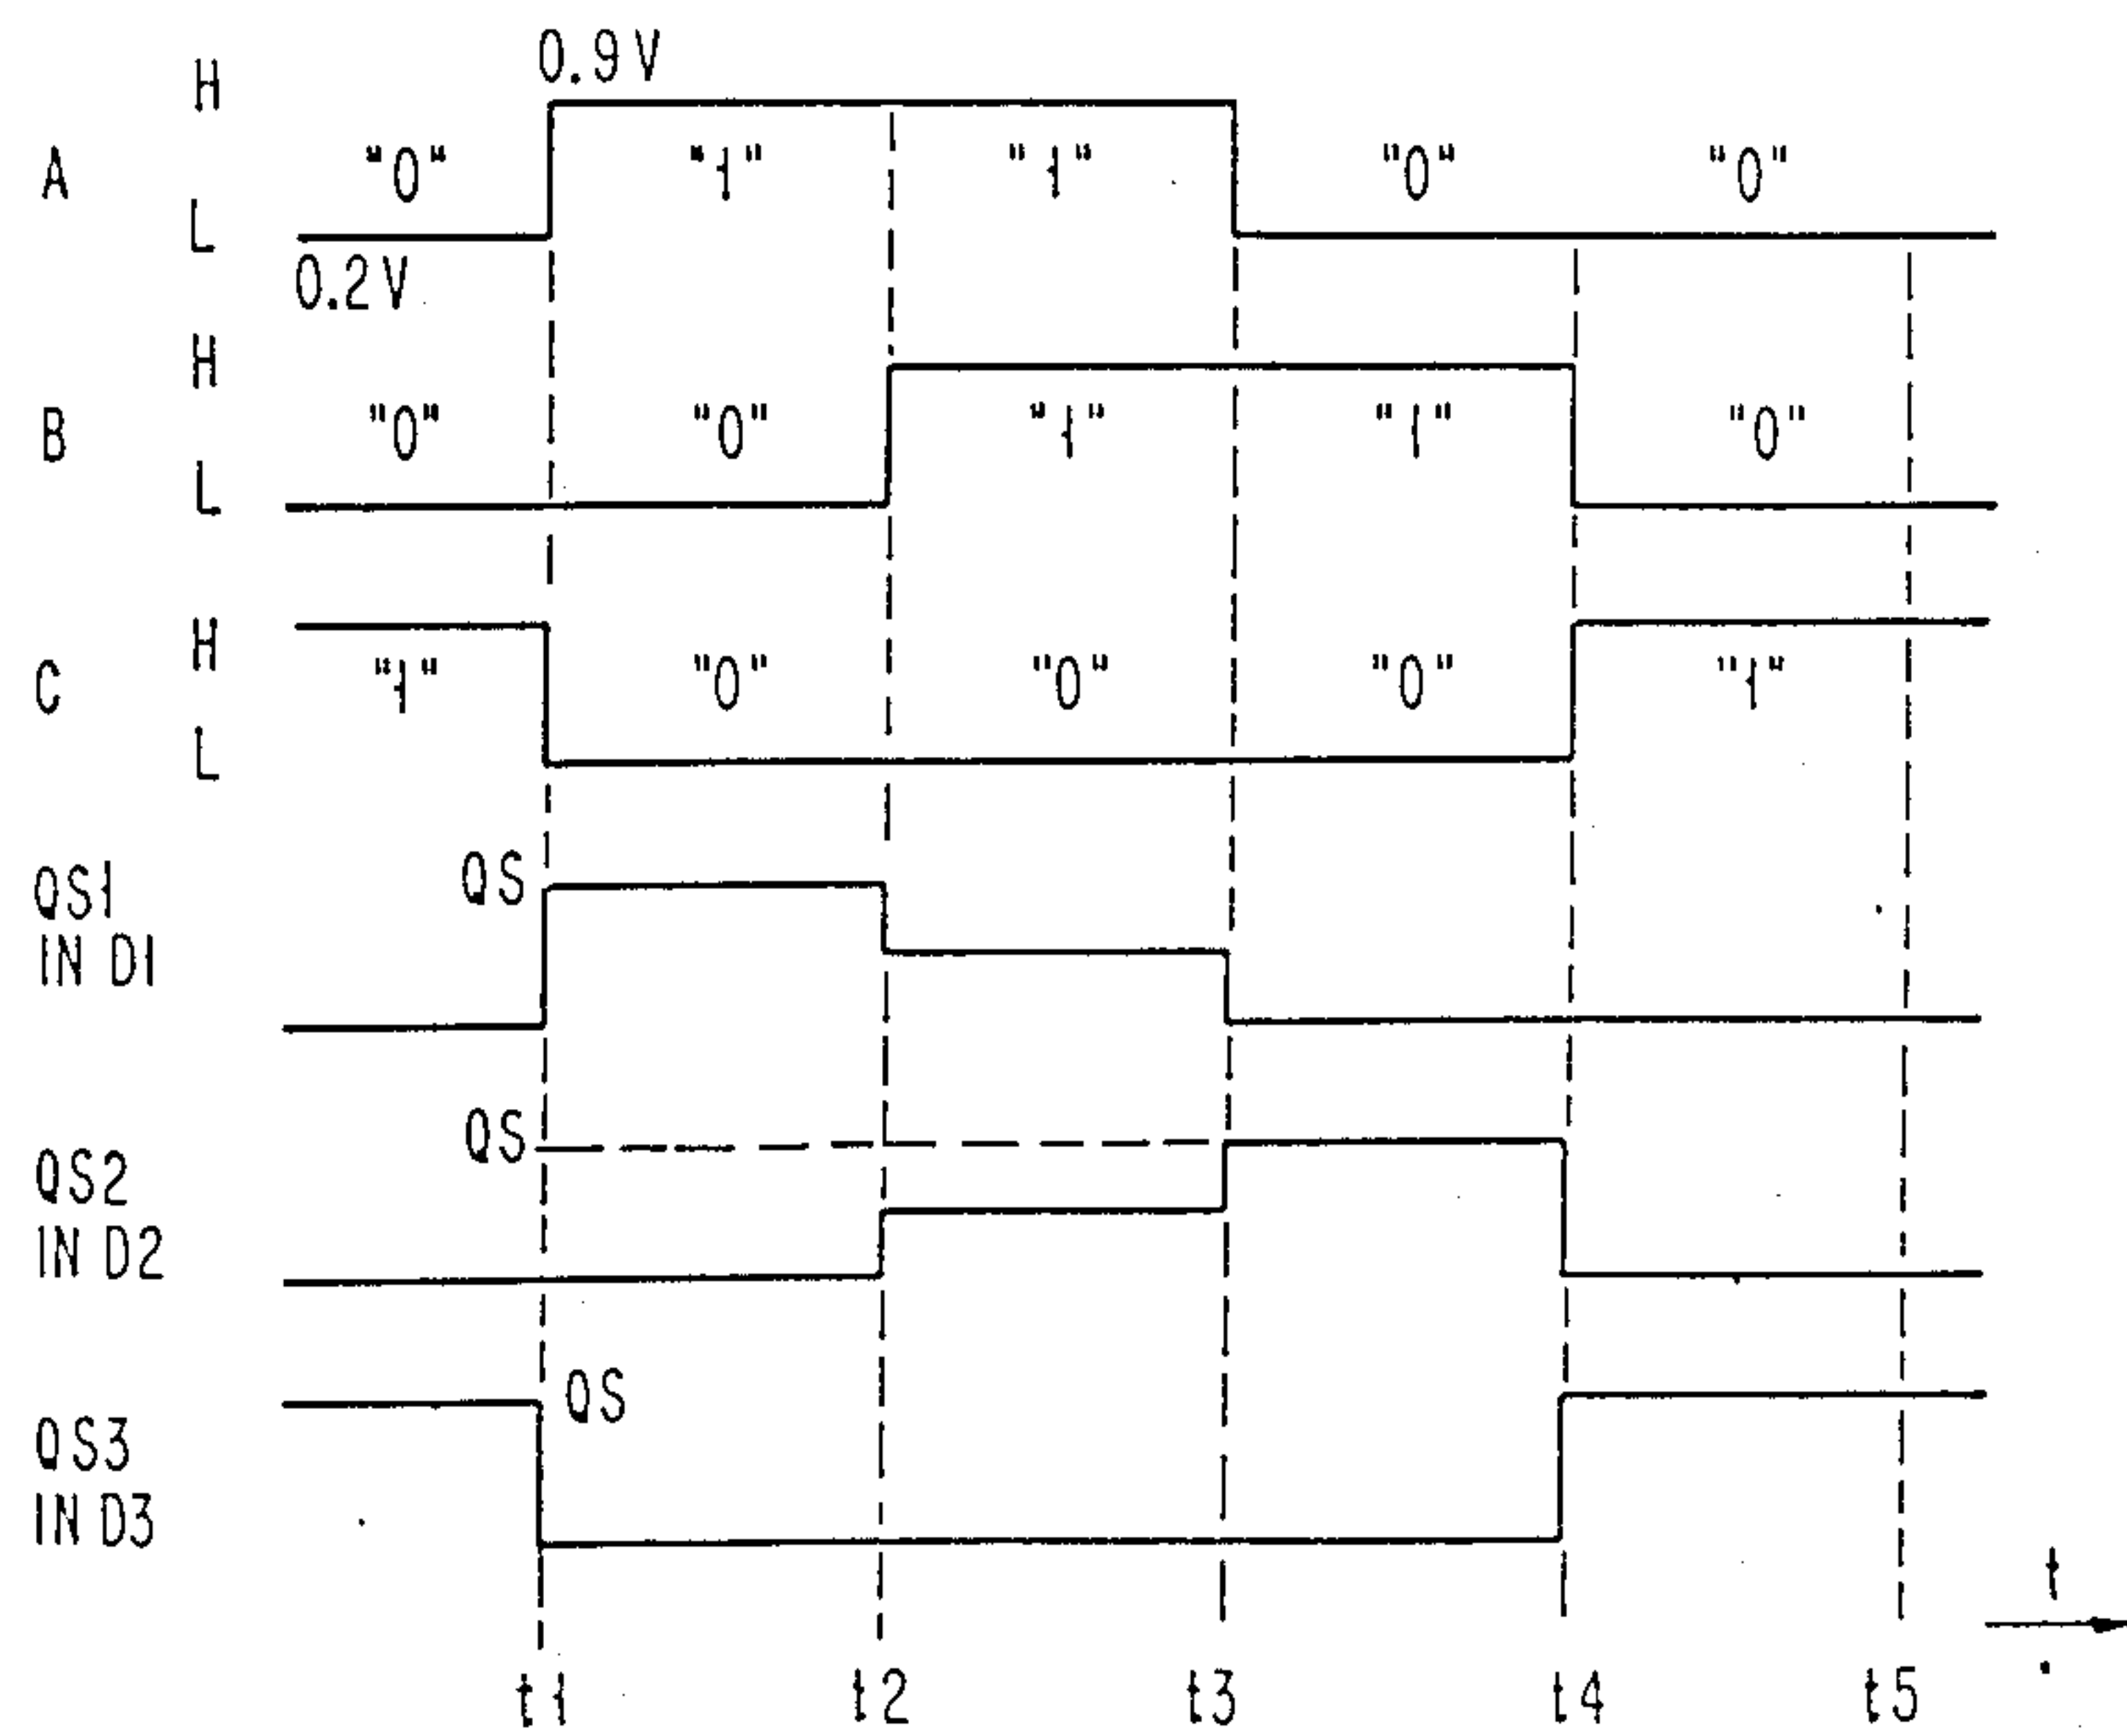 0.9V
H
A "0" "1" "1" "0" "0"
L
0.2V
H
B "0" "0" "1" "1" "0"
L
H
C "1" "0" "0" "0" "1"
L
QS1 QS
IN D1
QS
QS2
IN D2
QS
QS3
IN D3
t
t1 t2 t3 t4 t5